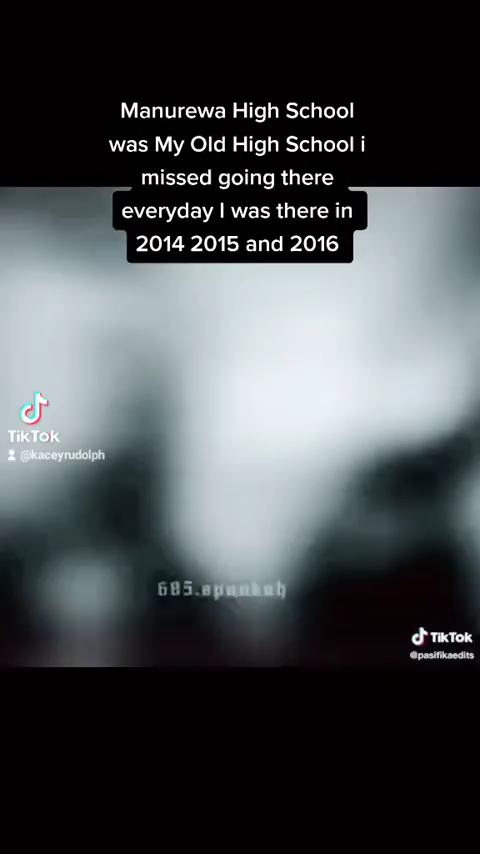 Manurewa High School
was My Old High School i
missed going there
everyday I was there in
2014 2015 and 2016
TikTok
@kaceyrudolph
TikTok
@pasifikaedits